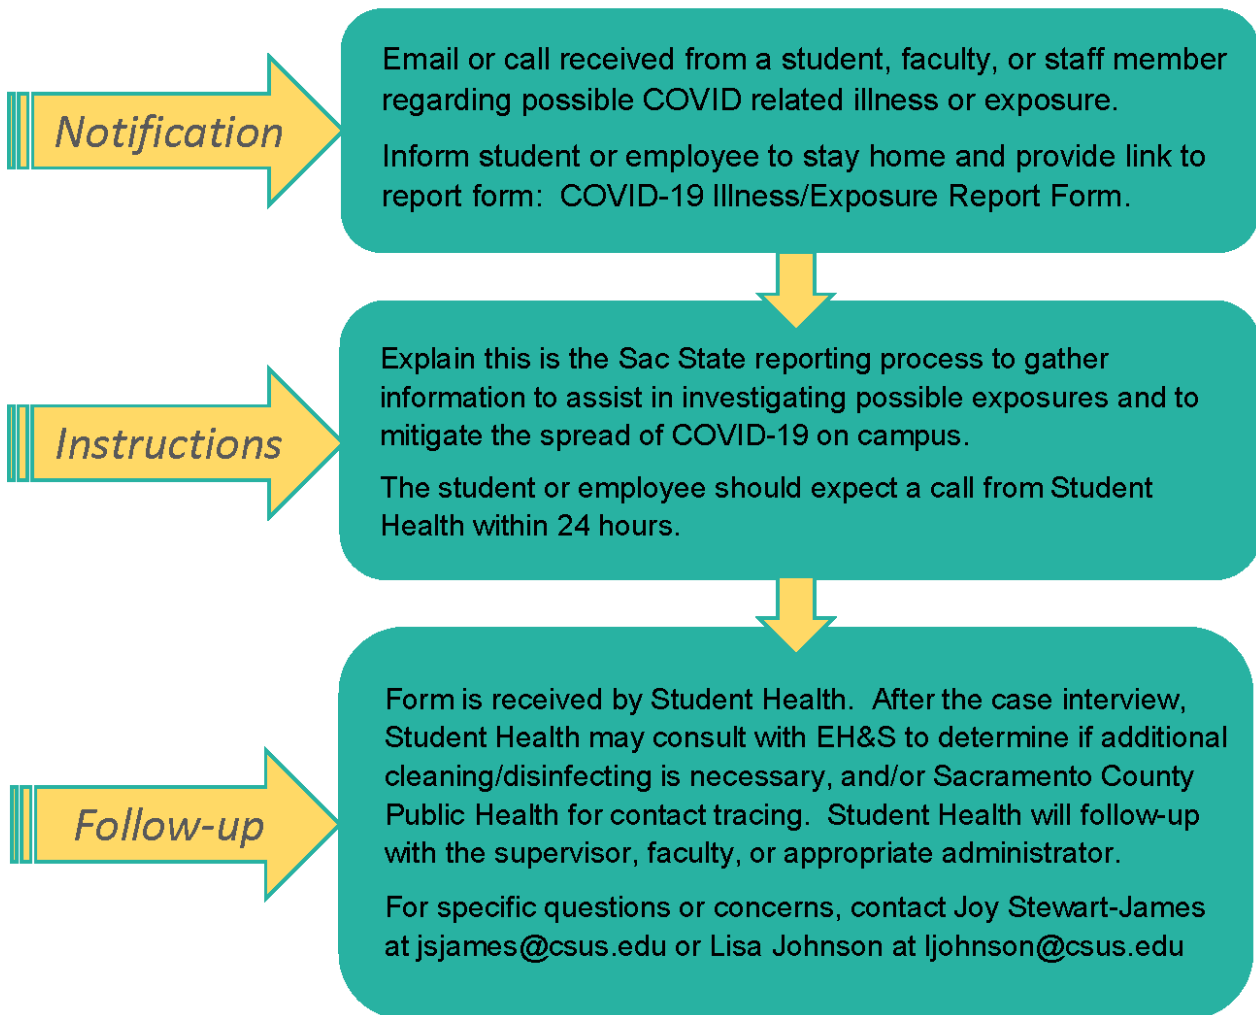 Notification
Email or call received from a student, faculty, or staff member
regarding possible COVID related illness or exposure.
Inform student or employee to stay home and provide link to
report form:  COVID-19 Illness/Exposure Report Form.
Instructions
Explain this is the Sac State reporting process to gather
information to assist in investigating possible exposures and to
mitigate the spread of COVID-19 on campus.
The student or employee should expect a call from Student
Health within 24 hours.
Follow-up
Form is received by Student Health.  After the case interview,
Student Health may consult with EH&S to determine if additional
cleaning/disinfecting is necessary, and/or Sacramento County
Public Health for contact tracing.  Student Health will follow-up
with the supervisor, faculty, or appropriate administrator.
For specific questions or concerns, contact Joy Stewart-James
at jsjames@csus.edu or Lisa Johnson at ljohnson@csus.edu